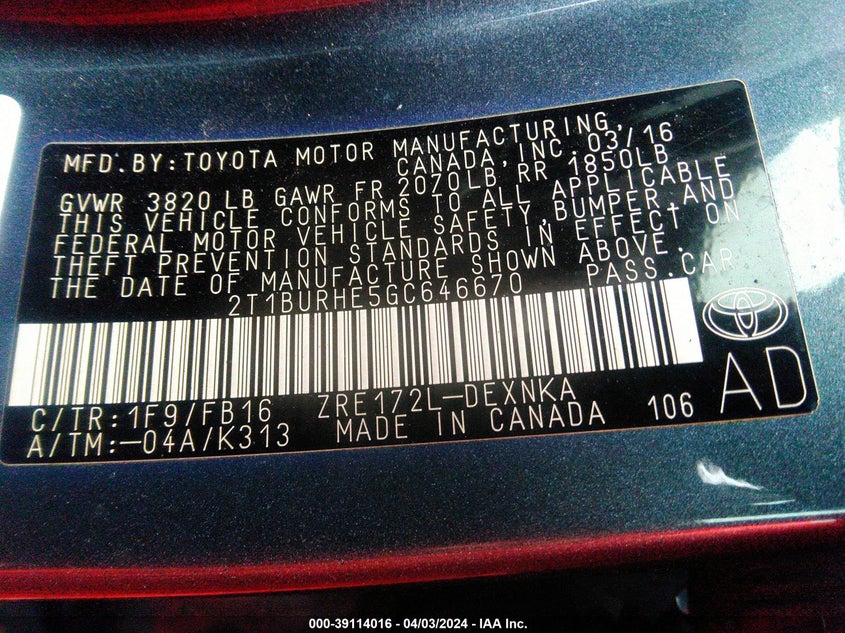 MFD. BY: TOYOTA MOTOR MANUFACTURING,
CANADA, INC. 03/16
GVWR 3820 LB GAWR FR 2070LB, RR 1850LB
THIS VEHICLE CONFORMS TO ALL APPLICABLE
FEDERAL MOTOR VEHICLE SAFETY, BUMPER, AND
THEFT PREVENTION STANDARDS IN EFFECT ON
THE DATE OF MANUFACTURE SHOWN ABOVE.
2T1BURHE5GC646670 PASS. CAR
C/TR: 1F9/FB16 ZRE172L-DEXNKA
A/TM: -04A/K313 MADE IN CANADA 106
AD
000-39114016 - 04/03/2024 - IAA Inc.